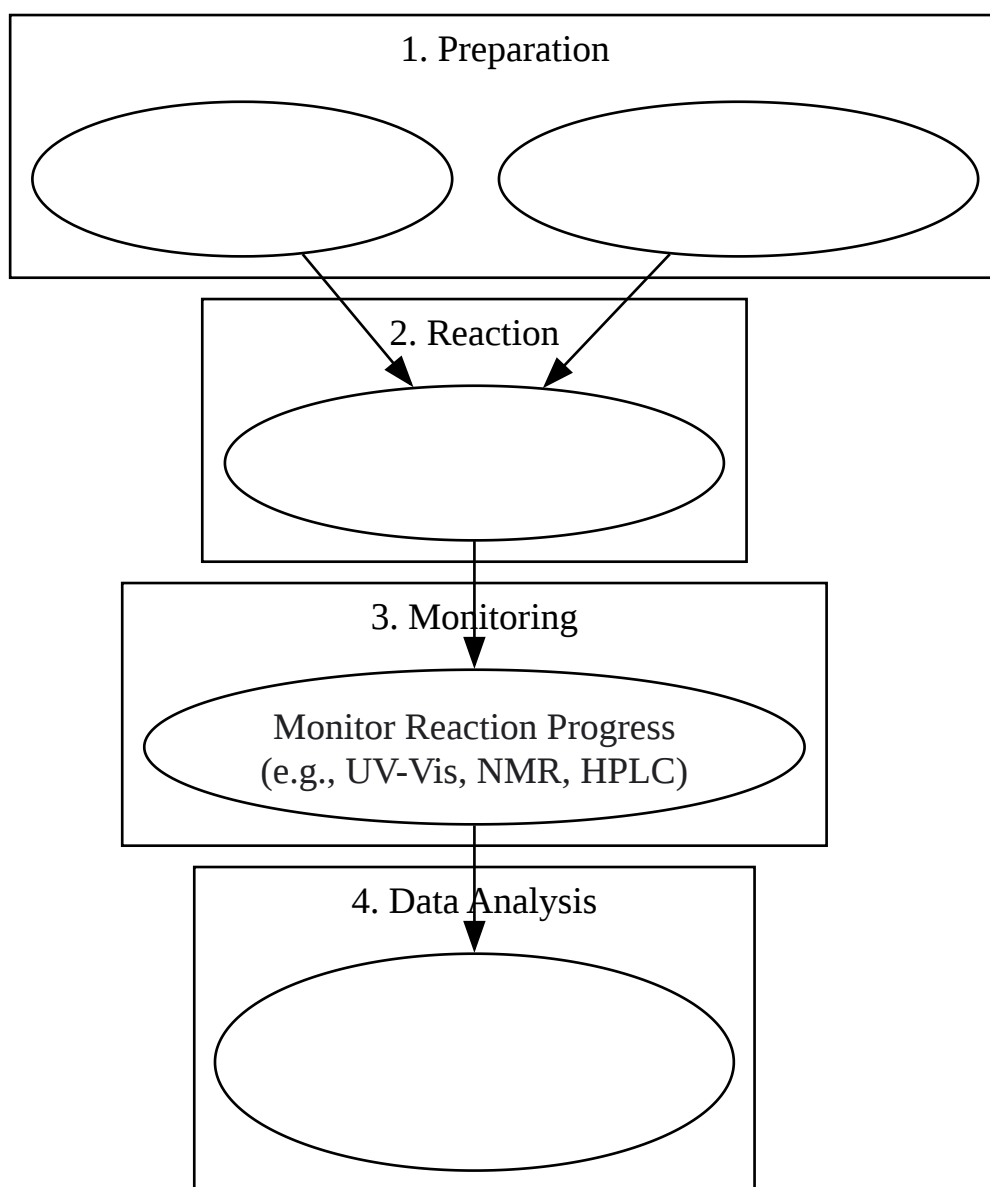 1. Preparation
2. Reaction
3. Monitoring
Monitor Reaction Progress
(e.g., UV-Vis, NMR, HPLC)
4. Data Analysis